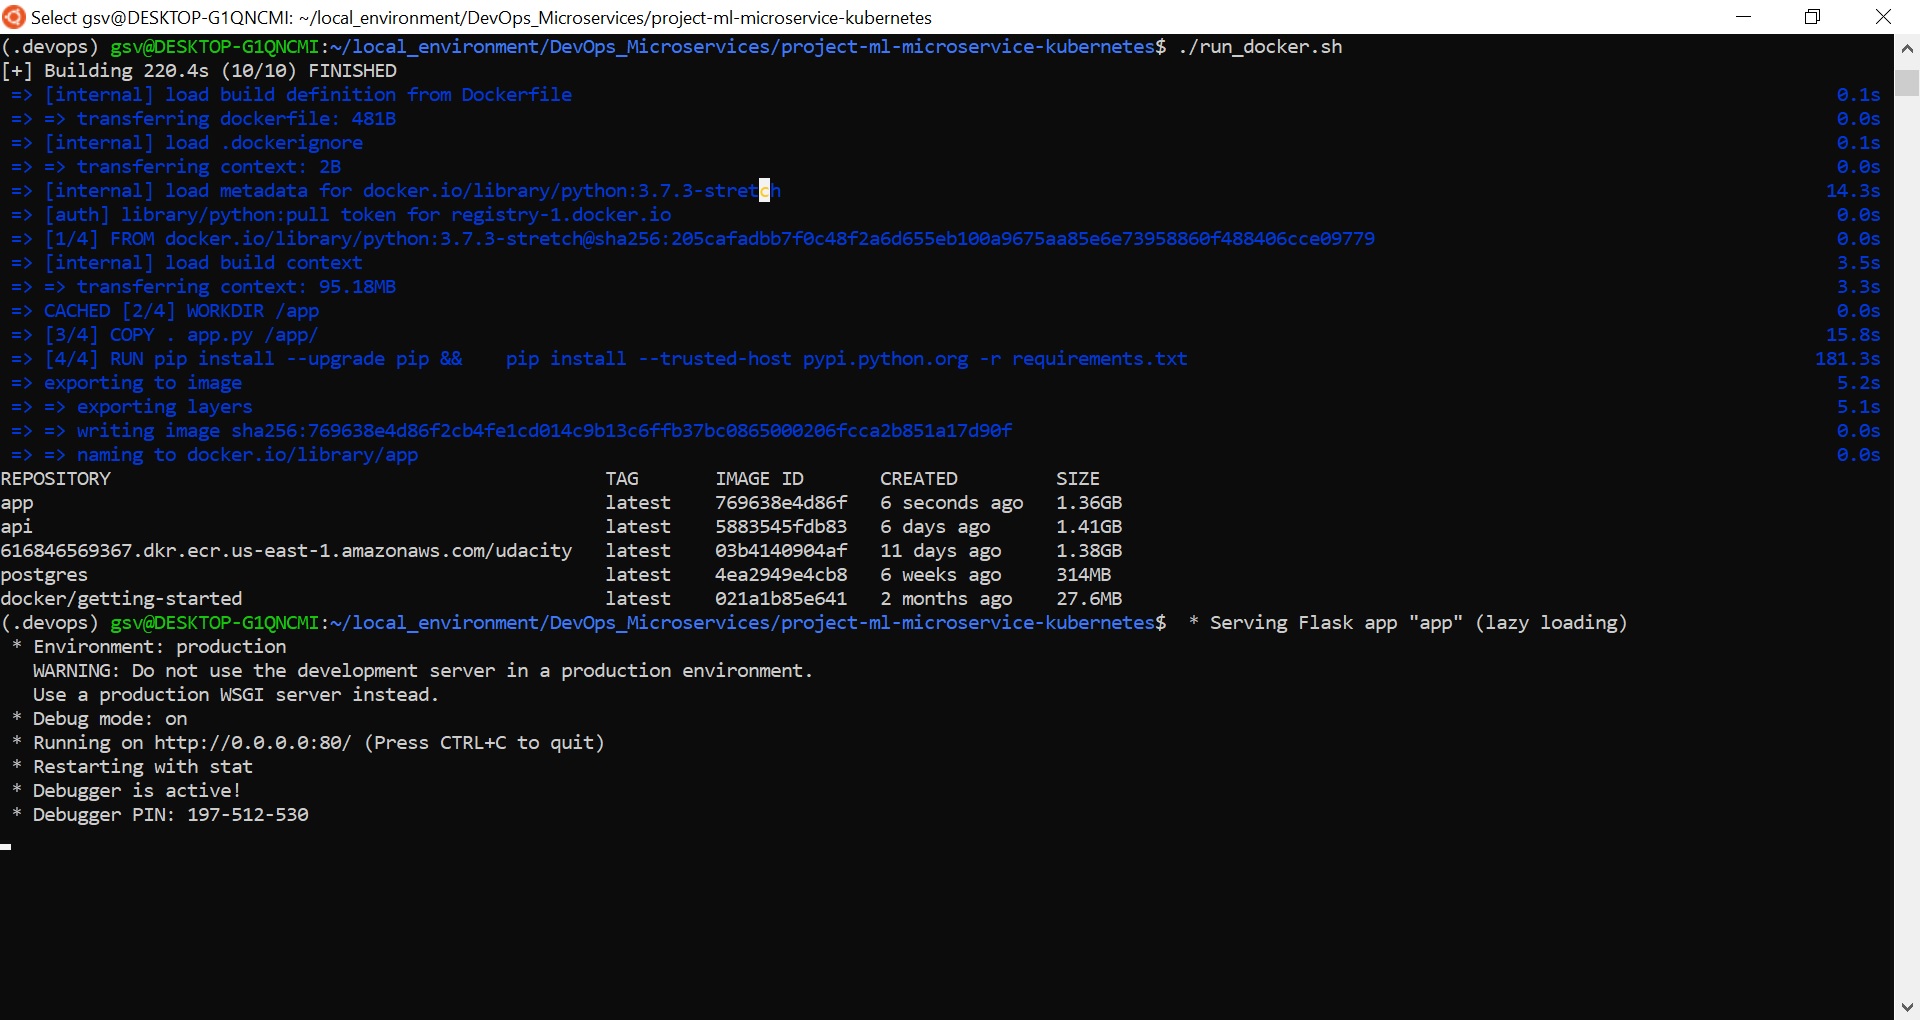 Select gsv@DESKTOP-G1QNCMI: ~/local_environment/DevOps_Microservices/project-ml-microservice-kubernetes
(.devops) gsv@DESKTOP-G1QNCMI:~/local_environment/DevOps_Microservices/project-ml-microservice-kubernetes$ ./run_docker.sh
[+] Building 220.4s (10/10) FINISHED
=> [internal] load build definition from Dockerfile 0.1s
=> => transferring dockerfile: 481B 0.0s
=> [internal] load .dockerignore 0.1s
=> => transferring context: 2B 0.0s
=> [internal] load metadata for docker.io/library/python:3.7.3-stretch 14.3s
=> [auth] library/python:pull token for registry-1.docker.io 0.0s
=> [1/4] FROM docker.io/library/python:3.7.3-stretch@sha256:205cafadbb7f0c48f2a6d655eb100a9675aa85e6e73958860f488406cce09779 0.0s
=> [internal] load build context 3.5s
=> => transferring context: 95.18MB 3.3s
=> CACHED [2/4] WORKDIR /app 0.0s
=> [3/4] COPY . app.py /app/ 15.8s
=> [4/4] RUN pip install --upgrade pip &&    pip install --trusted-host pypi.python.org -r requirements.txt 181.3s
=> exporting to image 5.2s
=> => exporting layers 5.1s
=> => writing image sha256:769638e4d86f2cb4fe1cd014c9b13c6ffb37bc0865000206fcca2b851a17d90f 0.0s
=> => naming to docker.io/library/app 0.0s
REPOSITORY TAG IMAGE ID CREATED SIZE
app latest 769638e4d86f 6 seconds ago 1.36GB
api latest 5883545fdb83 6 days ago 1.41GB
616846569367.dkr.ecr.us-east-1.amazonaws.com/udacity latest 03b4140904af 11 days ago 1.38GB
postgres latest 4ea2949e4cb8 6 weeks ago 314MB
docker/getting-started latest 021a1b85e641 2 months ago 27.6MB
(.devops) gsv@DESKTOP-G1QNCMI:~/local_environment/DevOps_Microservices/project-ml-microservice-kubernetes$  * Serving Flask app "app" (lazy loading)
* Environment: production
WARNING: Do not use the development server in a production environment.
Use a production WSGI server instead.
* Debug mode: on
* Running on http://0.0.0.0:80/ (Press CTRL+C to quit)
* Restarting with stat
* Debugger is active!
* Debugger PIN: 197-512-530